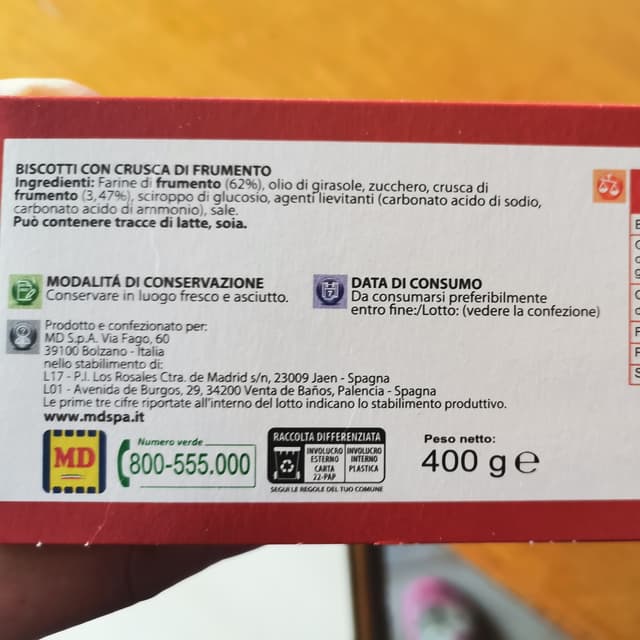 BISCOTTI CON CRUSCA DI FRUMENTO
Ingredienti: Farine di frumento (62%), olio di girasole, zucchero, crusca di
frumento (3,47%), sciroppo di glucosio, agenti lievitanti (carbonato acido di sodio,
carbonato acido di ammonio), sale.
Può contenere tracce di latte, soia.
MODALITÁ DI CONSERVAZIONE
Conservare in luogo fresco e asciutto.
DATA DI CONSUMO
Da consumarsi preferibilmente
entro fine:/Lotto: (vedere la confezione)
Prodotto e confezionato per:
MD S.p.A. Via Fago, 60
39100 Bolzano - Italia
nello stabilimento di:
L17 - P.I. Los Rosales Ctra. de Madrid s/n, 23009 Jaen - Spagna
L01 - Avenida de Burgos, 29, 34200 Venta de Baños, Palencia - Spagna
Le prime tre cifre riportate all'interno del lotto indicano lo stabilimento produttivo.
www.mdspa.it
MD
Numero verde
800-555.000
RACCOLTA DIFFERENZIATA
INVOLUCRO
ESTERNO
CARTA
22-PAP
INVOLUCRO
INTERNO
PLASTICA
SEGUI LE REGOLE DEL TUO COMUNE
Peso netto:
400 g e